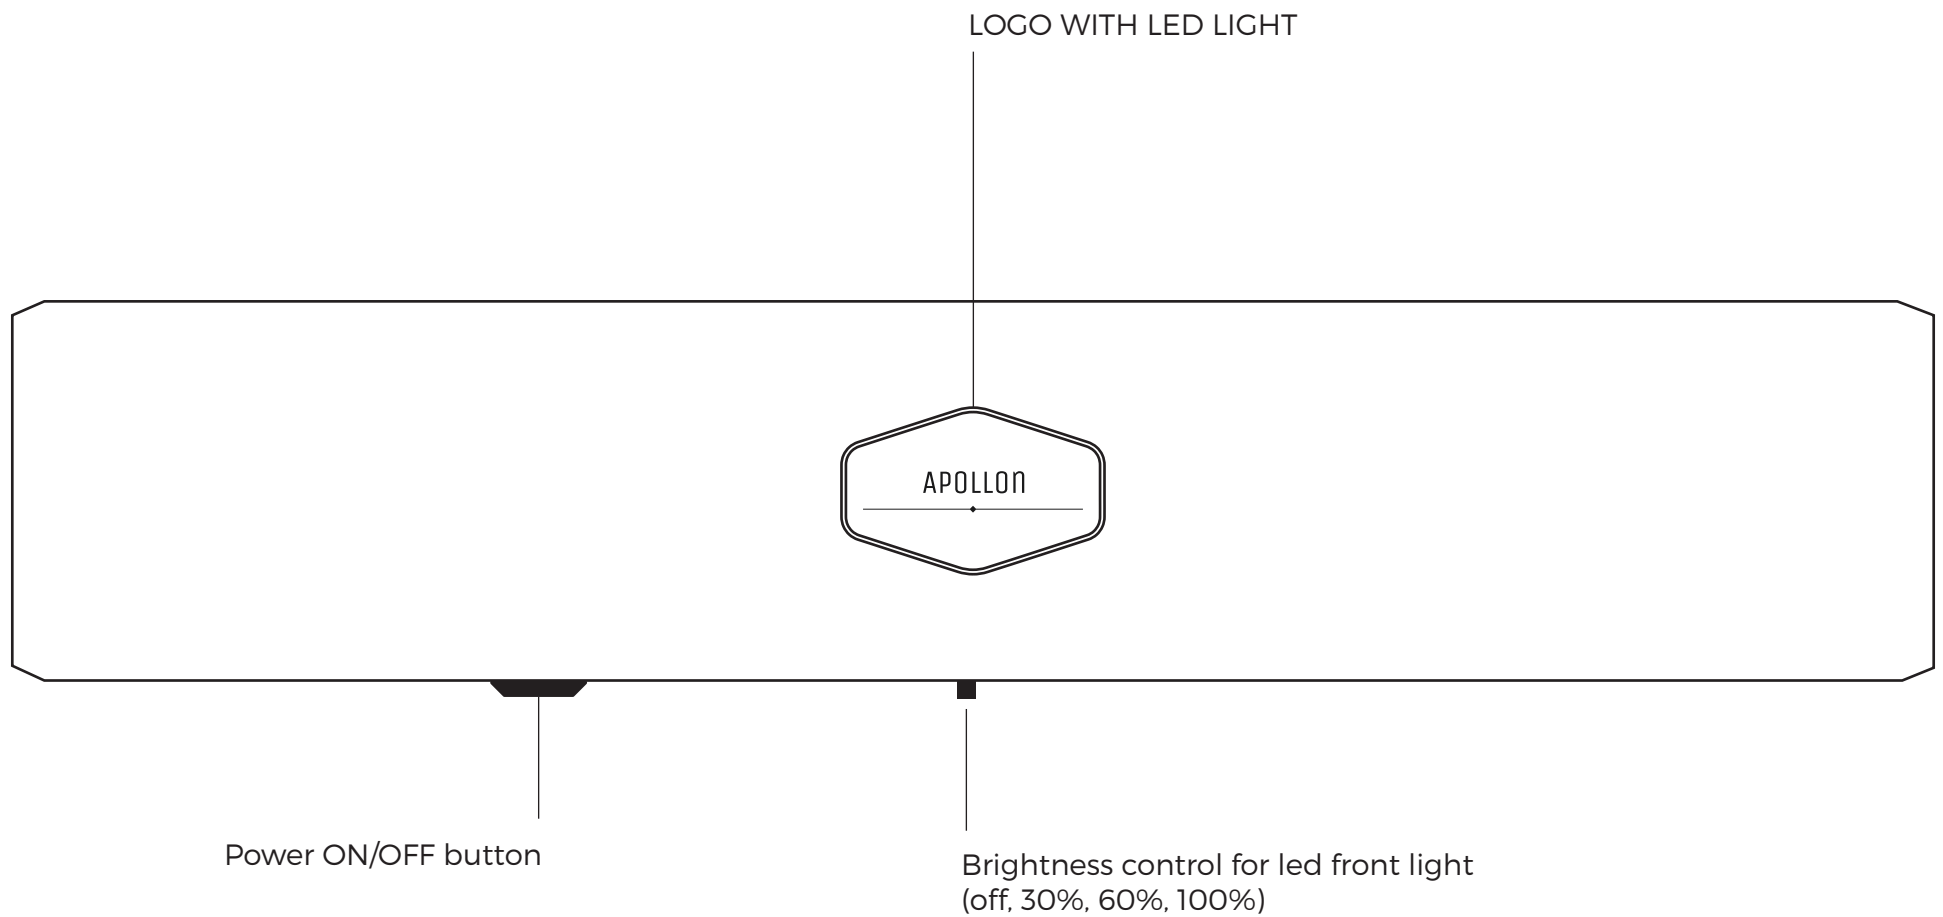 LOGO WITH LED LIGHT
APOLLON
Power ON/OFF button
Brightness control for led front light
(off, 30%, 60%, 100%)